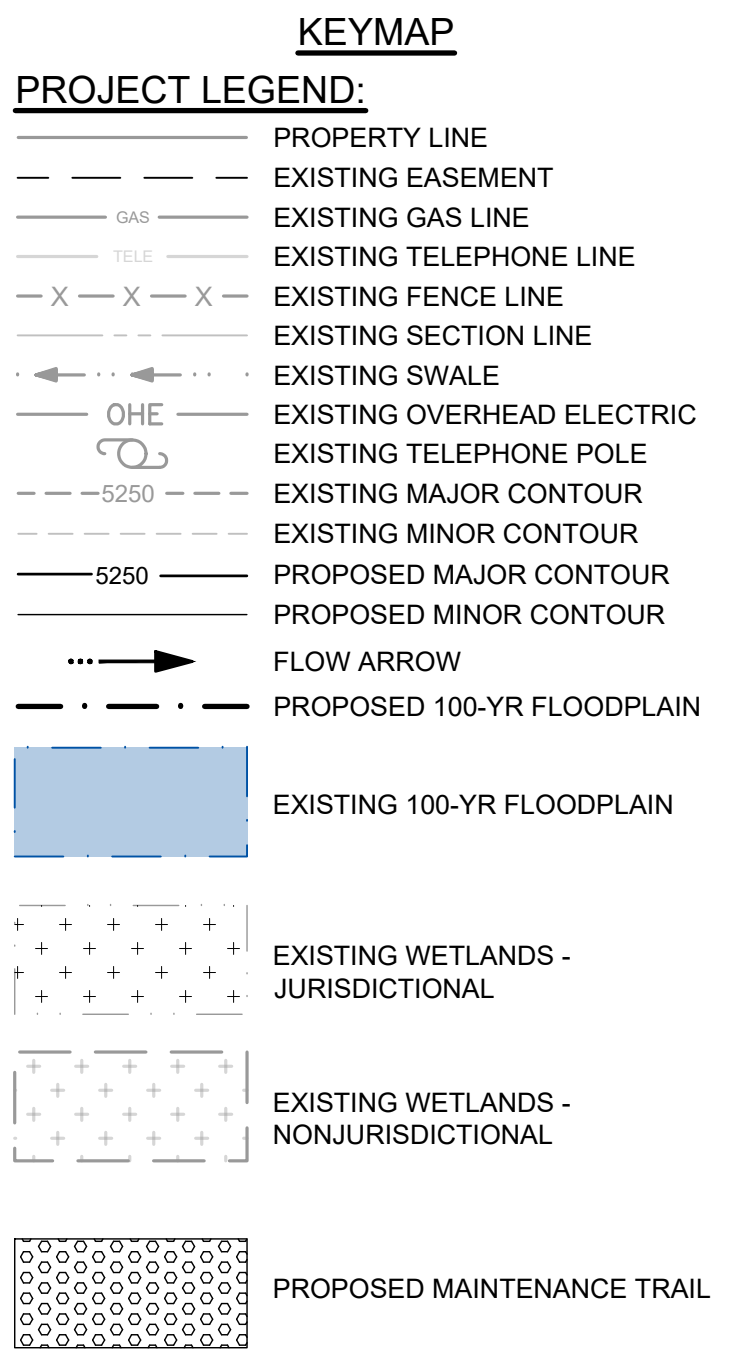 KEYMAP
PROJECT LEGEND:
PROPERTY LINE
EXISTING EASEMENT
GAS EXISTING GAS LINE
TELE EXISTING TELEPHONE LINE
X X X EXISTING FENCE LINE
EXISTING SECTION LINE
EXISTING SWALE
OHE EXISTING OVERHEAD ELECTRIC
EXISTING TELEPHONE POLE
5250 EXISTING MAJOR CONTOUR
EXISTING MINOR CONTOUR
5250 PROPOSED MAJOR CONTOUR
PROPOSED MINOR CONTOUR
FLOW ARROW
PROPOSED 100-YR FLOODPLAIN
EXISTING 100-YR FLOODPLAIN
EXISTING WETLANDS -
JURISDICTIONAL
EXISTING WETLANDS -
NONJURISDICTIONAL
PROPOSED MAINTENANCE TRAIL